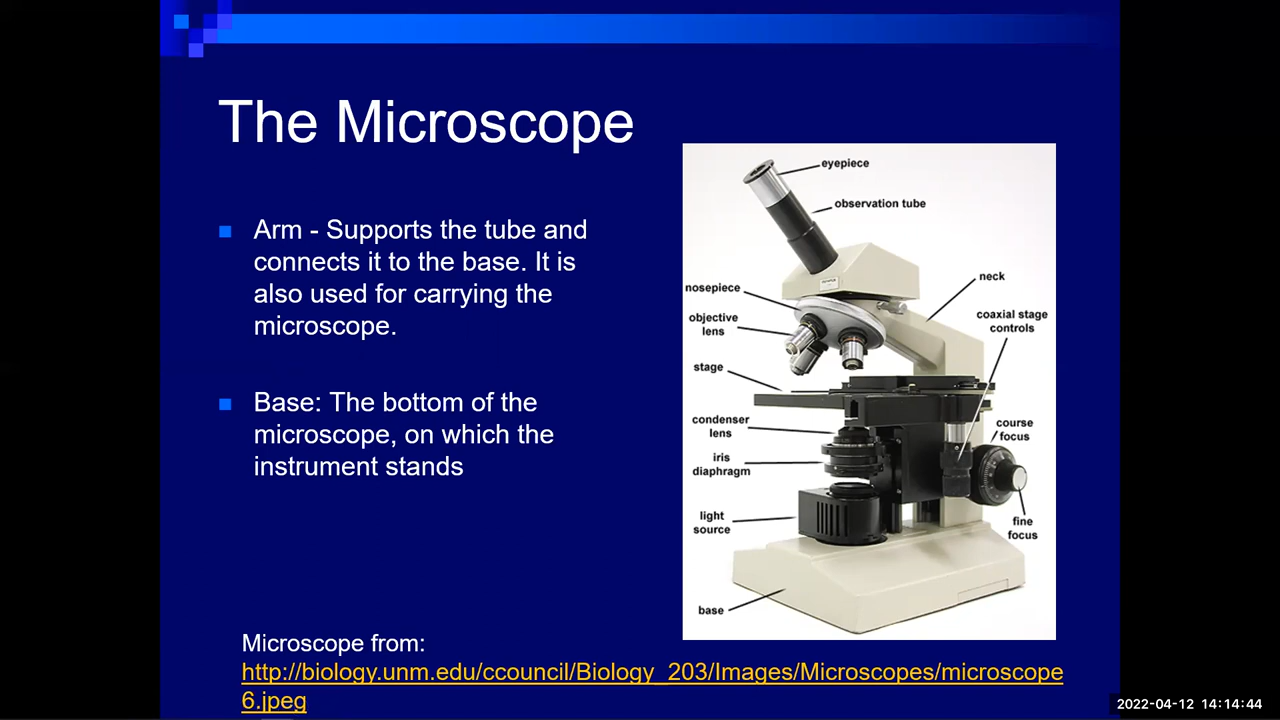 The Microscope
Arm - Supports the tube and
connects it to the base. It is
also used for carrying the
microscope.
Base: The bottom of the
microscope, on which the
instrument stands
eyepiece
observation tube
neck
nosepiece
objective
lens
coaxial stage
controls
stage
condenser
lens
course
focus
iris
diaphragm
light
source
fine
focus
base
Microscope from:
http://biology.unm.edu/ccouncil/Biology_203/Images/Microscopes/microscope
6.jpeg
2022-04-12 14:14:44